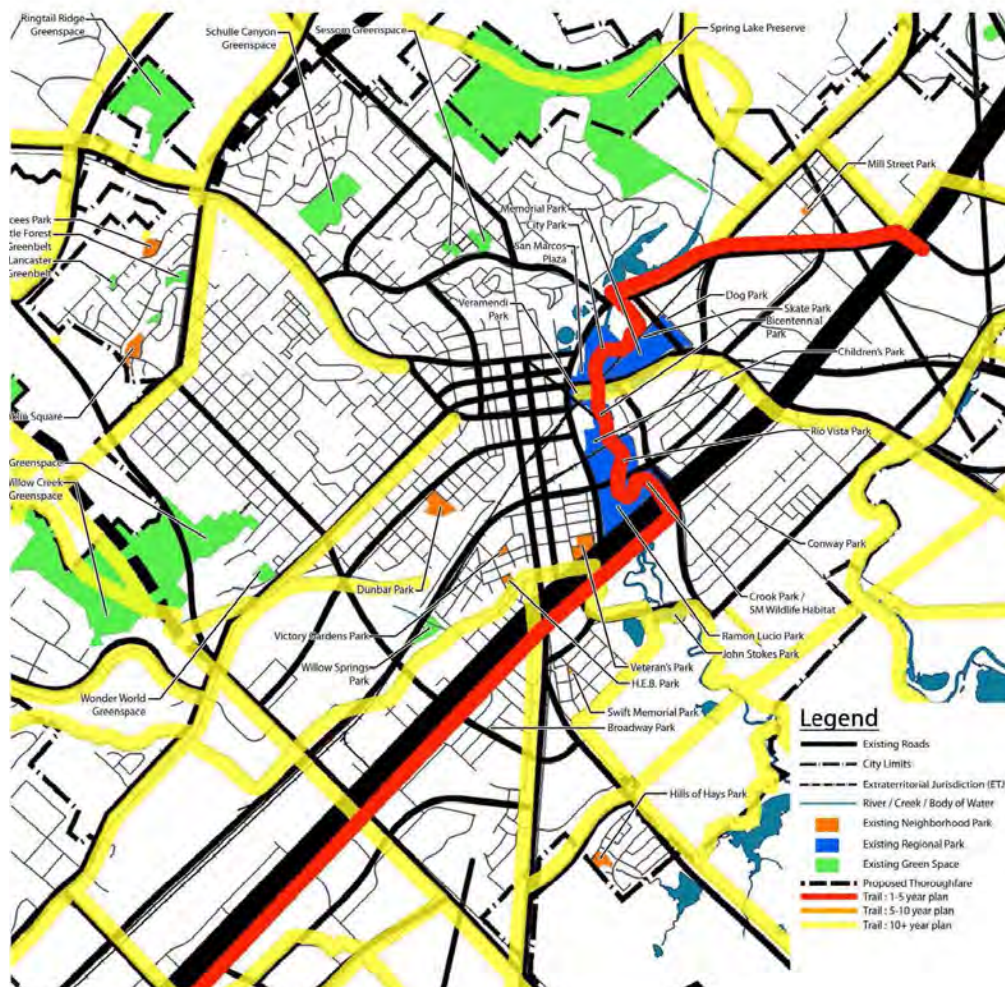 Ringtail Ridge
Greenspace
Schulle Canyon
Greenspace
Sessom Greenspace
Spring Lake Preserve
Mill Street Park
Memorial Park
City Park
San Marcos
Plaza
cees Park
tle Forest
Greenbelt
Lancaster
Greenbelt
Dog Park
Skate Park
Bicentennial
Park
Veramendi
Park
Children's Park
Square
Rio Vista Park
Greenspace
Willow Creek
Greenspace
Conway Park
Dunbar Park
Crook Park /
SM Wildlife Habitat
Victory Gardens Park
Ramon Lucio Park
John Stokes Park
Willow Springs
Park
Veteran's Park
H.E.B. Park
Wonder World
Greenspace
Swift Memorial Park
Broadway Park
Hills of Hays Park
Legend
Existing Roads
City Limits
Extraterritorial Jurisdiction (ETJ
River / Creek / Body of Water
Existing Neighborhood Park
Existing Regional Park
Existing Green Space
Proposed Thoroughfare
Trail : 1-5 year plan
Trail : 5-10 year plan
Trail : 10+ year plan